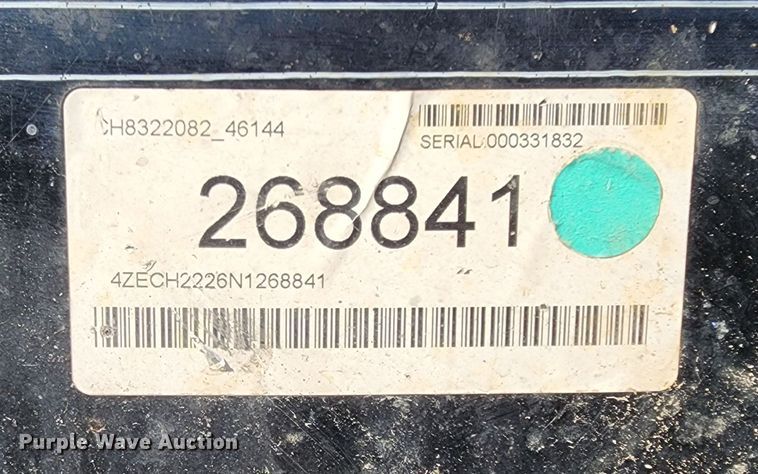 CH8322082_46144
SERIAL:000331832
268841
4ZECH2226N1268841
Purple Wave Auction